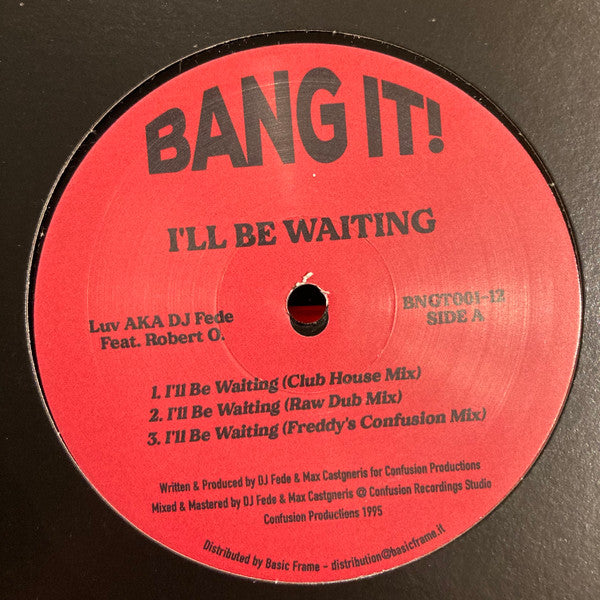 BANG IT!
I'LL BE WAITING
Luv AKA DJ Fede
Feat. Robert O.
BNGT001-12
SIDE A
1. I'll Be Waiting (Club House Mix)
2. I'll Be Waiting (Raw Dub Mix)
3. I'll Be Waiting (Freddy's Confusion Mix)
Written & Produced by DJ Fede & Max Castgneris for Confusion Productions
Mixed & Mastered by DJ Fede & Max Castgneris @ Confusion Recordings Studio
Confusion Productions 1995
Distributed by Basic Frame - distribution@basicframe.it